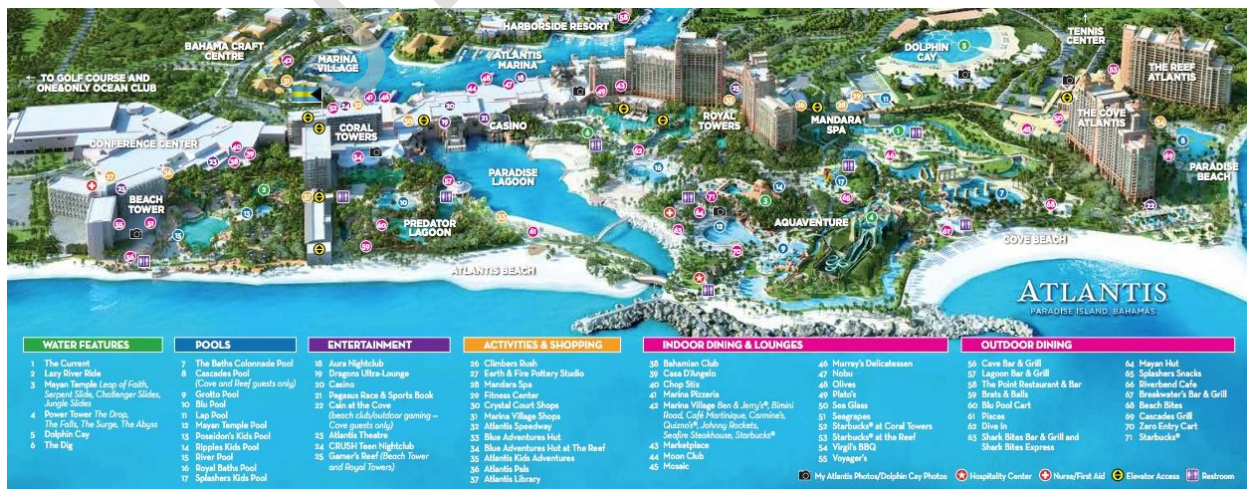 HARBORSIDE RESORT
BAHAMA CRAFT
CENTRE
MARINA
VILLAGE
ATLANTIS
MARINA
DOLPHIN
CAY
TENNIS
CENTER
THE REEF
ATLANTIS
← TO GOLF COURSE AND
ONE&ONLY OCEAN CLUB
CONFERENCE CENTER
CORAL
TOWERS
CASINO
ROYAL
TOWERS
MANDARA
SPA
THE COVE
ATLANTIS
PARADISE
LAGOON
PARADISE
BEACH
BEACH
TOWER
PREDATOR
LAGOON
AQUAVENTURE
COVE BEACH
ATLANTIS BEACH
ATLANTIS
PARADISE ISLAND, BAHAMAS
WATER FEATURES
1 The Current
2 Lazy River Ride
3 Mayan Temple Leap of Faith,
Serpent Slide, Challenger Slides,
Jungle Slides
4 Power Tower The Drop,
The Falls, The Surge, The Abyss
5 Dolphin Cay
6 The Dig
POOLS
7 The Baths Colonnade Pool
8 Cascades Pool
(Cove and Reef guests only)
9 Grotto Pool
10 Blu Pool
11 Lap Pool
12 Mayan Temple Pool
13 Poseidon's Kids Pool
14 Ripples Kids Pool
15 River Pool
16 Royal Baths Pool
17 Splashers Kids Pool
ENTERTAINMENT
18 Aura Nightclub
19 Dragons Ultra-Lounge
20 Casino
21 Pegasus Race & Sports Book
22 Cain at the Cove
(Beach club/outdoor gaming –
Cove guests only)
23 Atlantis Theatre
24 CRUSH Teen Nightclub
25 Gamer's Reef (Beach Tower
and Royal Towers)
ACTIVITIES & SHOPPING
26 Climbers Rush
27 Earth & Fire Pottery Studio
28 Mandara Spa
29 Fitness Center
30 Crystal Court Shops
31 Marina Village Shops
32 Atlantis Speedway
33 Blue Adventures Hut
34 Blue Adventures Hut at The Reef
35 Atlantis Kids Adventures
36 Atlantis Pals
37 Atlantis Library
INDOOR DINING & LOUNGES
38 Bahamian Club
39 Casa D'Angelo
40 Chop Stix
41 Marina Pizzeria
42 Marina Village Ben & Jerry's®, Bimini
Road, Café Martinique, Carmine's,
Quizno's®, Johnny Rockets,
Seafire Steakhouse, Starbucks®
43 Marketplace
44 Moon Club
45 Mosaic
46 Murray's Delicatessen
47 Nobu
48 Olives
49 Plato's
50 Sea Glass
51 Seagrapes
52 Starbucks® at Coral Towers
53 Starbucks® at the Reef
54 Virgil's BBQ
55 Voyager's
OUTDOOR DINING
56 Cave Bar & Grill
57 Lagoon Bar & Grill
58 The Point Restaurant & Bar
59 Brats & Balls
60 Blu Pool Cart
61 Pisces
62 Dive In
63 Shark Bites Bar & Grill and
Shark Bites Express
64 Mayan Hut
65 Splashers Snacks
66 Riverbend Cafe
67 Breakwater's Bar & Grill
68 Beach Bites
69 Cascades Grill
70 Zero Entry Cart
71 Starbucks®
My Atlantis Photos/Dolphin Cay Photos
Hospitality Center
Nurse/First Aid
Elevator Access
Restroom